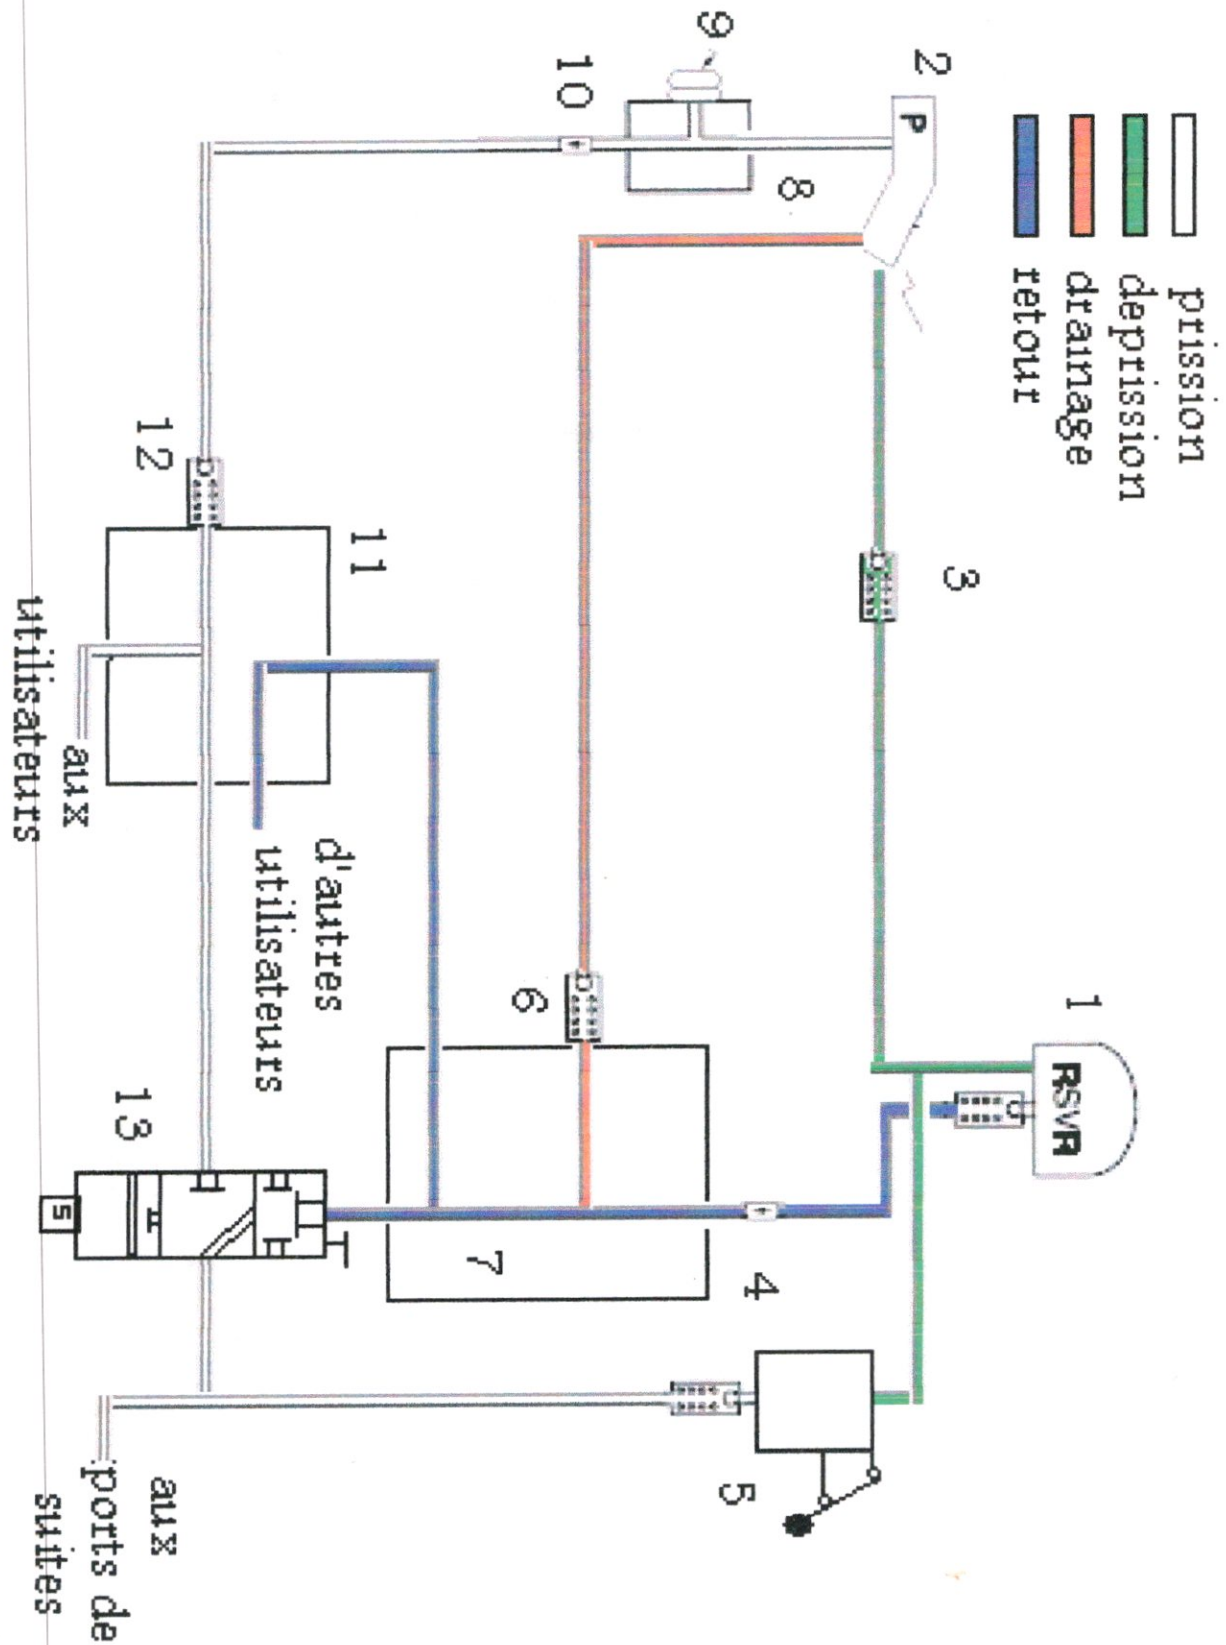 prission
deprission
drainage
retour
1
RSVR
2
P
3
4
5
6
7
8
9
10
11
12
13
S
d'autres
utilisateurs
aux
utilisateurs
aux
ports de
suites